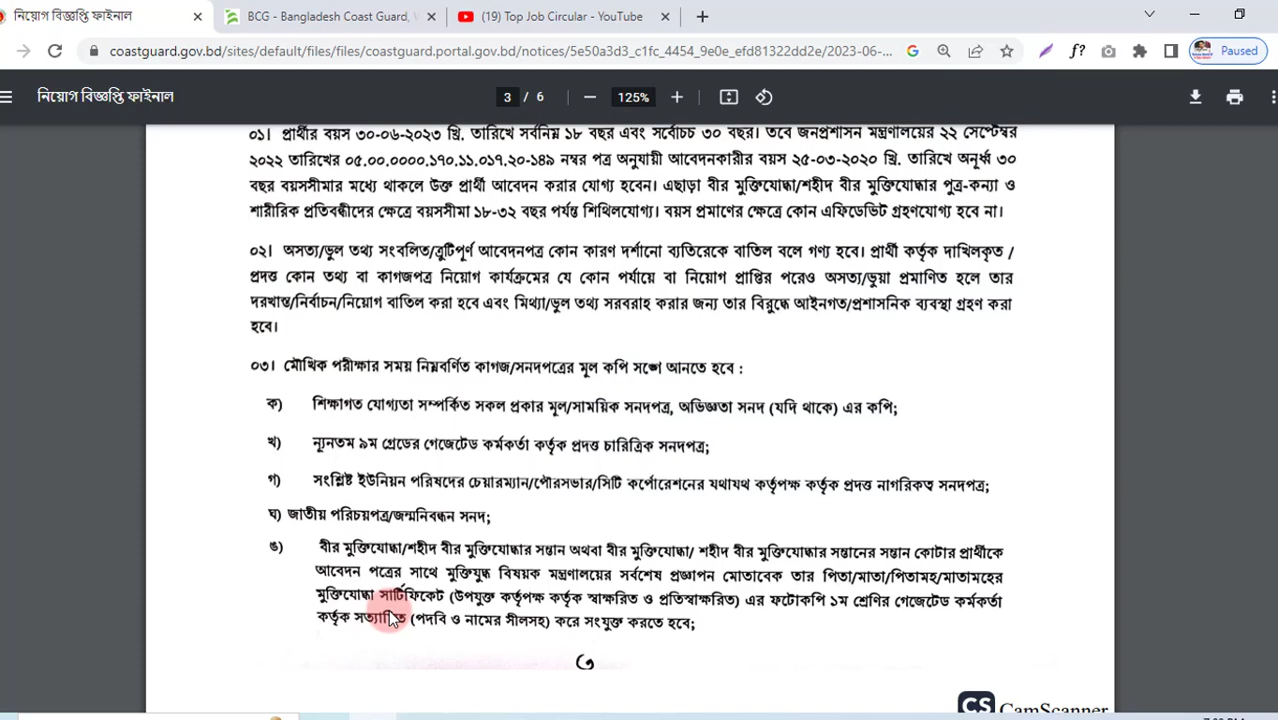 নিয়োগ বিজ্ঞপ্তি ফাইনাল
BCG - Bangladesh Coast Guard,
(19) Top Job Circular - YouTube
coastguard.gov.bd/sites/default/files/files/coastguard.portal.gov.bd/notices/5e50a3d3_c1fc_4454_9e0e_efd81322dd2e/2023-06-...
Paused
নিয়োগ বিজ্ঞপ্তি ফাইনাল
3 / 6
125%
০১। প্রার্থীর বয়স ৩০-০৬-২০২৩ খ্রি. তারিখে সর্বনিম্ন ১৮ বছর এবং সর্বোচ্চ ৩০ বছর। তবে জনপ্রশাসন মন্ত্রণালয়ের ২২ সেপ্টেম্বর
২০২২ তারিখের ০৫.০০.০০০০.১৭০.১১.০১৭.২০-১৪৯ নম্বর পত্র অনুযায়ী আবেদনকারীর বয়স ২৫-০৩-২০২০ খ্রি. তারিখে অনূর্ধ্ব ৩০
বছর বয়সসীমার মধ্যে থাকলে উক্ত প্রার্থী আবেদন করার যোগ্য হবেন। এছাড়া বীর মুক্তিযোদ্ধা/শহীদ বীর মুক্তিযোদ্ধার পুত্র-কন্যা ও
শারীরিক প্রতিবন্ধীদের ক্ষেত্রে বয়সসীমা ১৮-৩২ বছর পর্যন্ত শিথিলযোগ্য। বয়স প্রমাণের ক্ষেত্রে কোন এফিডেভিট গ্রহণযোগ্য হবে না।
০২। অসত্য/ভুল তথ্য সংবলিত/ত্রুটিপূর্ণ আবেদনপত্র কোন কারণ দর্শানো ব্যতিরেকে বাতিল বলে গণ্য হবে। প্রার্থী কর্তৃক দাখিলকৃত /
প্রদত্ত কোন তথ্য বা কাগজপত্র নিয়োগ কার্যক্রমের যে কোন পর্যায়ে বা নিয়োগ প্রাপ্তির পরেও অসত্য/ভুয়া প্রমাণিত হলে তার
দরখাস্ত/নির্বাচন/নিয়োগ বাতিল করা হবে এবং মিথ্যা/ভুল তথ্য সরবরাহ করার জন্য তার বিরুদ্ধে আইনগত/প্রশাসনিক ব্যবস্থা গ্রহণ করা
হবে।
০৩। মৌখিক পরীক্ষার সময় নিম্নবর্ণিত কাগজ/সনদপত্রের মূল কপি সঙ্গে আনতে হবে :
ক) শিক্ষাগত যোগ্যতা সম্পর্কিত সকল প্রকার মূল/সাময়িক সনদপত্র, অভিজ্ঞতা সনদ (যদি থাকে) এর কপি;
খ) ন্যূনতম ৯ম গ্রেডের গেজেটেড কর্মকর্তা কর্তৃক প্রদত্ত চারিত্রিক সনদপত্র;
গ) সংশ্লিষ্ট ইউনিয়ন পরিষদের চেয়ারম্যান/পৌরসভার/সিটি কর্পোরেশনের যথাযথ কর্তৃপক্ষ কর্তৃক প্রদত্ত নাগরিকত্ব সনদপত্র;
ঘ) জাতীয় পরিচয়পত্র/জন্মনিবন্ধন সনদ;
ঙ) বীর মুক্তিযোদ্ধা/শহীদ বীর মুক্তিযোদ্ধার সন্তান অথবা বীর মুক্তিযোদ্ধা/ শহীদ বীর মুক্তিযোদ্ধার সন্তানের সন্তান কোটার প্রার্থীকে
আবেদন পত্রের সাথে মুক্তিযুদ্ধ বিষয়ক মন্ত্রণালয়ের সর্বশেষ প্রজ্ঞাপন মোতাবেক তার পিতা/মাতা/পিতামহ/মাতামহের
মুক্তিযোদ্ধা সার্টিফিকেট (উপযুক্ত কর্তৃপক্ষ কর্তৃক স্বাক্ষরিত ও প্রতিস্বাক্ষরিত) এর ফটোকপি ১ম শ্রেণির গেজেটেড কর্মকর্তা
কর্তৃক সত্যায়িত (পদবি ও নামের সীলসহ) করে সংযুক্ত করতে হবে;
৩
CS CamScanner